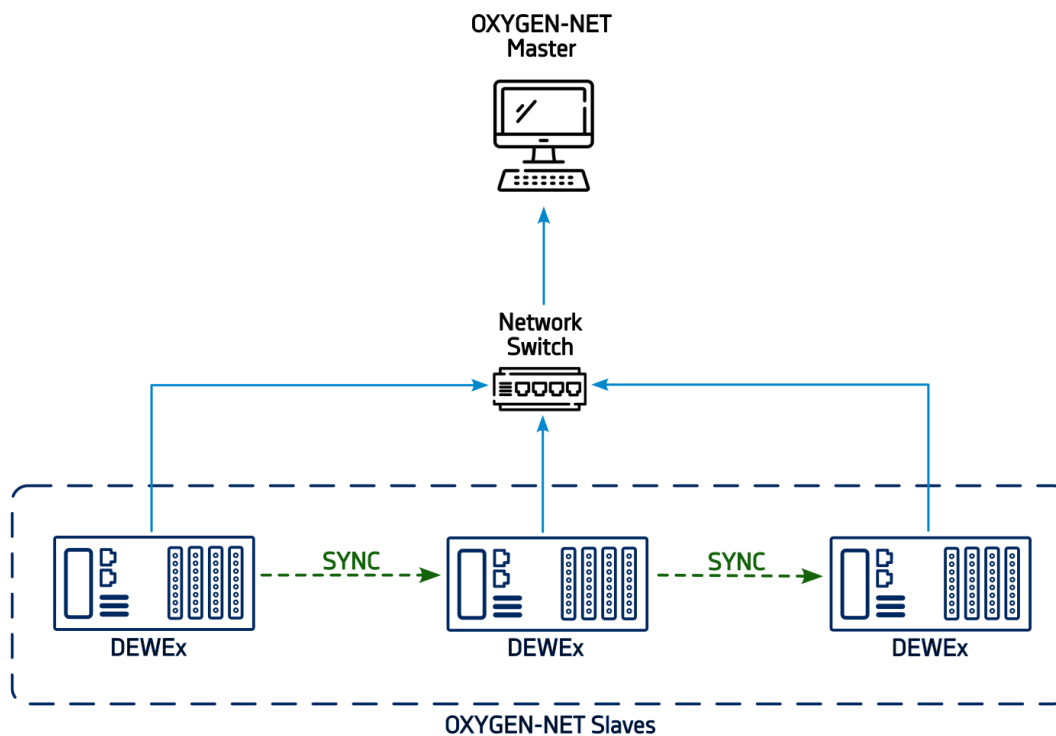 OXYGEN-NET
Master
Network
Switch
SYNC
SYNC
DEWEx
DEWEx
DEWEx
OXYGEN-NET Slaves